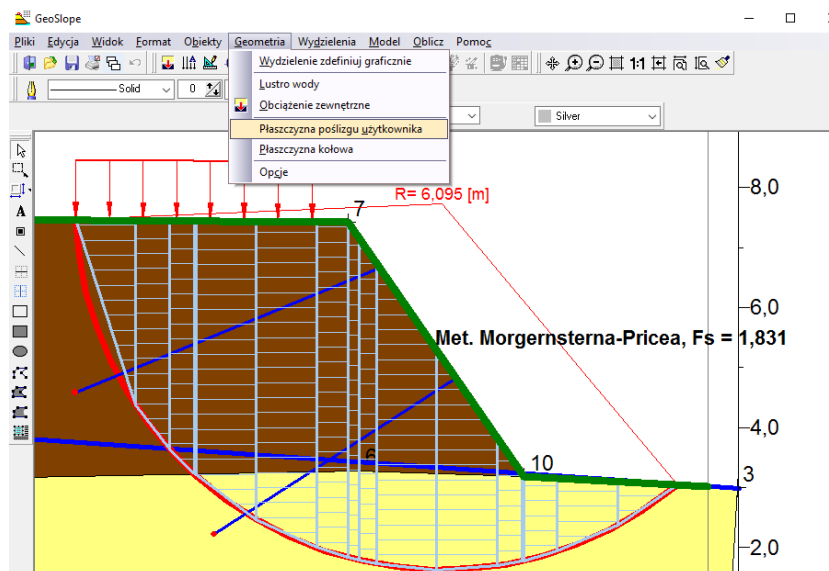 GeoSlope
Pliki Edycja Widok Format Obiekty Geometria Wydzielenia Model Oblicz Pomoc
Wydzielenie zdefiniuj graficznie
1:1
Solid 0
Lustro wody
Obciążenie zewnętrzne
Silver
Płaszczyzna poślizgu użytkownika
Płaszczyzna kołowa
Opcje
A
8,0
R= 6,095 [m]
7
6,0
Met. Morgernsterna-Pricea, Fs = 1,831
4,0
6
10
3
2,0